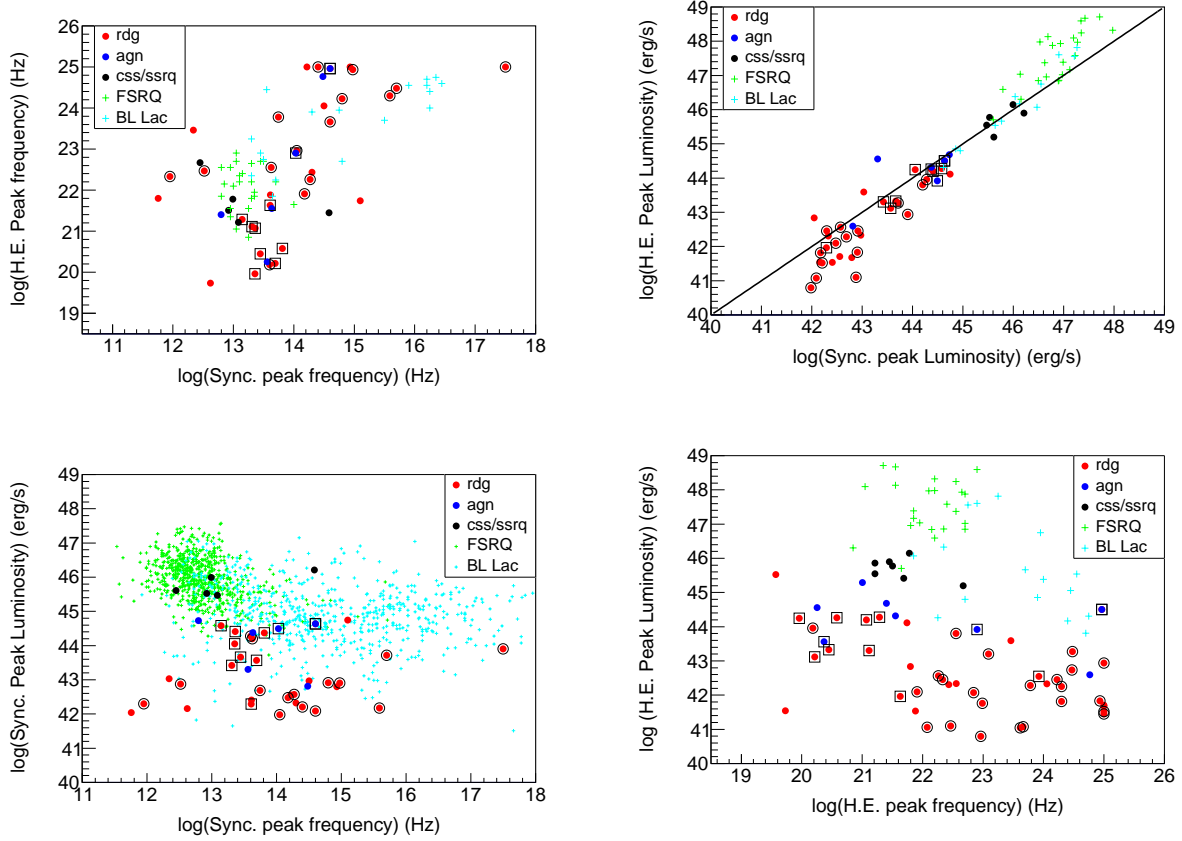 log(H.E. Peak frequency) (Hz)
26
25
24
23
22
21
20
19
rdg
agn
css/ssrq
FSRQ
BL Lac
11 12 13 14 15 16 17 18
log(Sync. peak frequency) (Hz)
log(H.E. Peak Luminosity) (erg/s)
49
48
47
46
45
44
43
42
41
40
rdg
agn
css/ssrq
FSRQ
BL Lac
40 41 42 43 44 45 46 47 48 49
log(Sync. peak Luminosity) (erg/s)
log(Sync. Peak Luminosity) (erg/s)
49
48
47
46
45
44
43
42
41
40
rdg
agn
css/ssrq
FSRQ
BL Lac
11 12 13 14 15 16 17 18
log(Sync. peak frequency) (Hz)
log (H.E. Peak Luminosity) (erg/s)
49
48
47
46
45
44
43
42
41
40
rdg
agn
css/ssrq
FSRQ
BL Lac
19 20 21 22 23 24 25 26
log(H.E. peak frequency) (Hz)